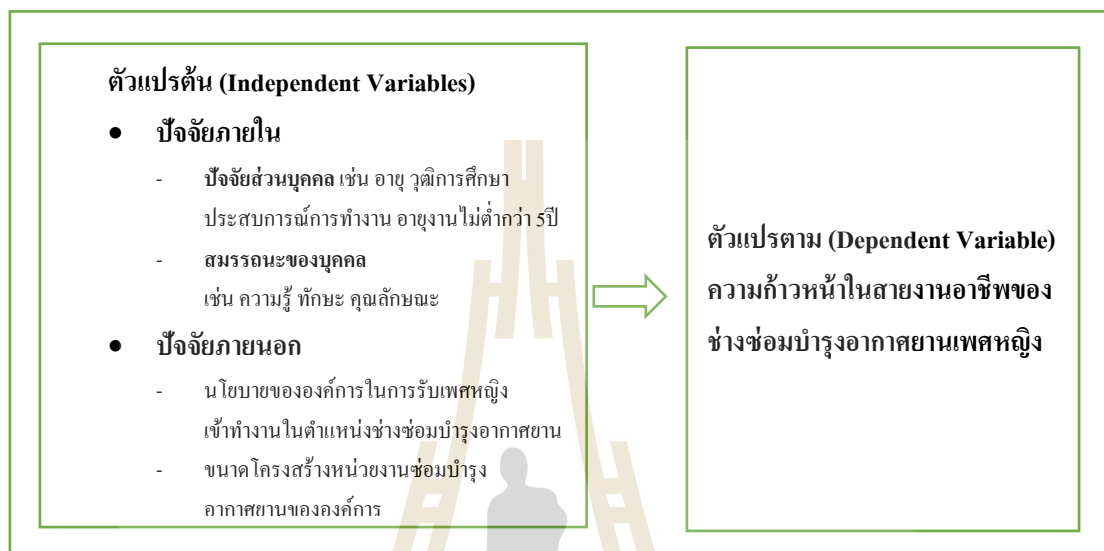 ตัวแปรต้น (Independent Variables)
● ปัจจัยภายใน
- ปัจจัยส่วนบุคคล เช่น อายุ วุฒิการศึกษา
ประสบการณ์การทำงาน อายุงานไม่ต่ำกว่า 5ปี
- สมรรถนะของบุคคล
เช่น ความรู้ ทักษะ คุณลักษณะ
● ปัจจัยภายนอก
- นโยบายขององค์การในการรับเพศหญิง
เข้าทำงานในตำแหน่งช่างซ่อมบำรุงอากาศยาน
- ขนาดโครงสร้างหน่วยงานซ่อมบำรุง
อากาศยานขององค์การ
ตัวแปรตาม (Dependent Variable)
ความก้าวหน้าในสายงานอาชีพของ
ช่างซ่อมบำรุงอากาศยานเพศหญิง